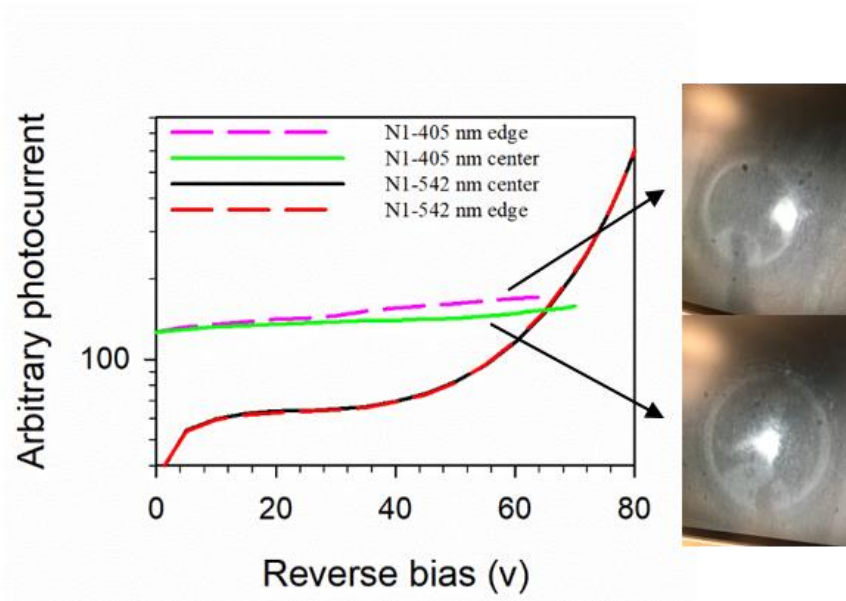 Arbitrary photocurrent
100
N1-405 nm edge
N1-405 nm center
N1-542 nm center
N1-542 nm edge
0 20 40 60 80
Reverse bias (v)